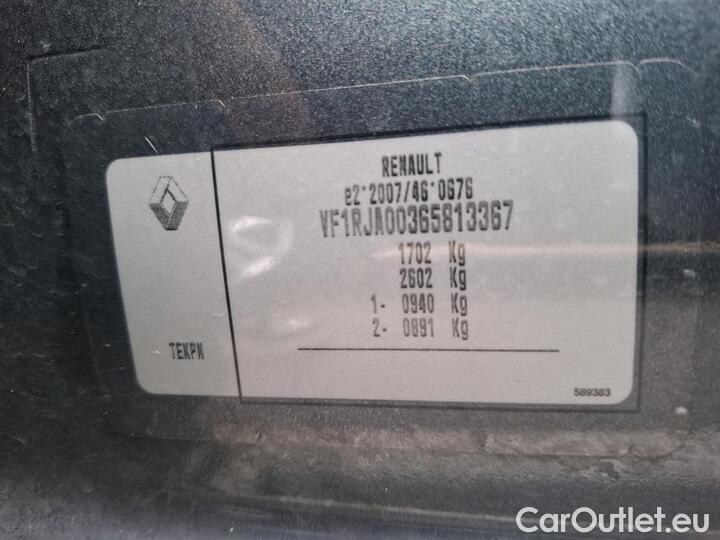 RENAULT
e2*2007/46*0676
VF1RJA00365813367
1702 Kg
2602 Kg
1- 0940 Kg
2- 0891 Kg
TEKPN
589383
CarOutlet.eu